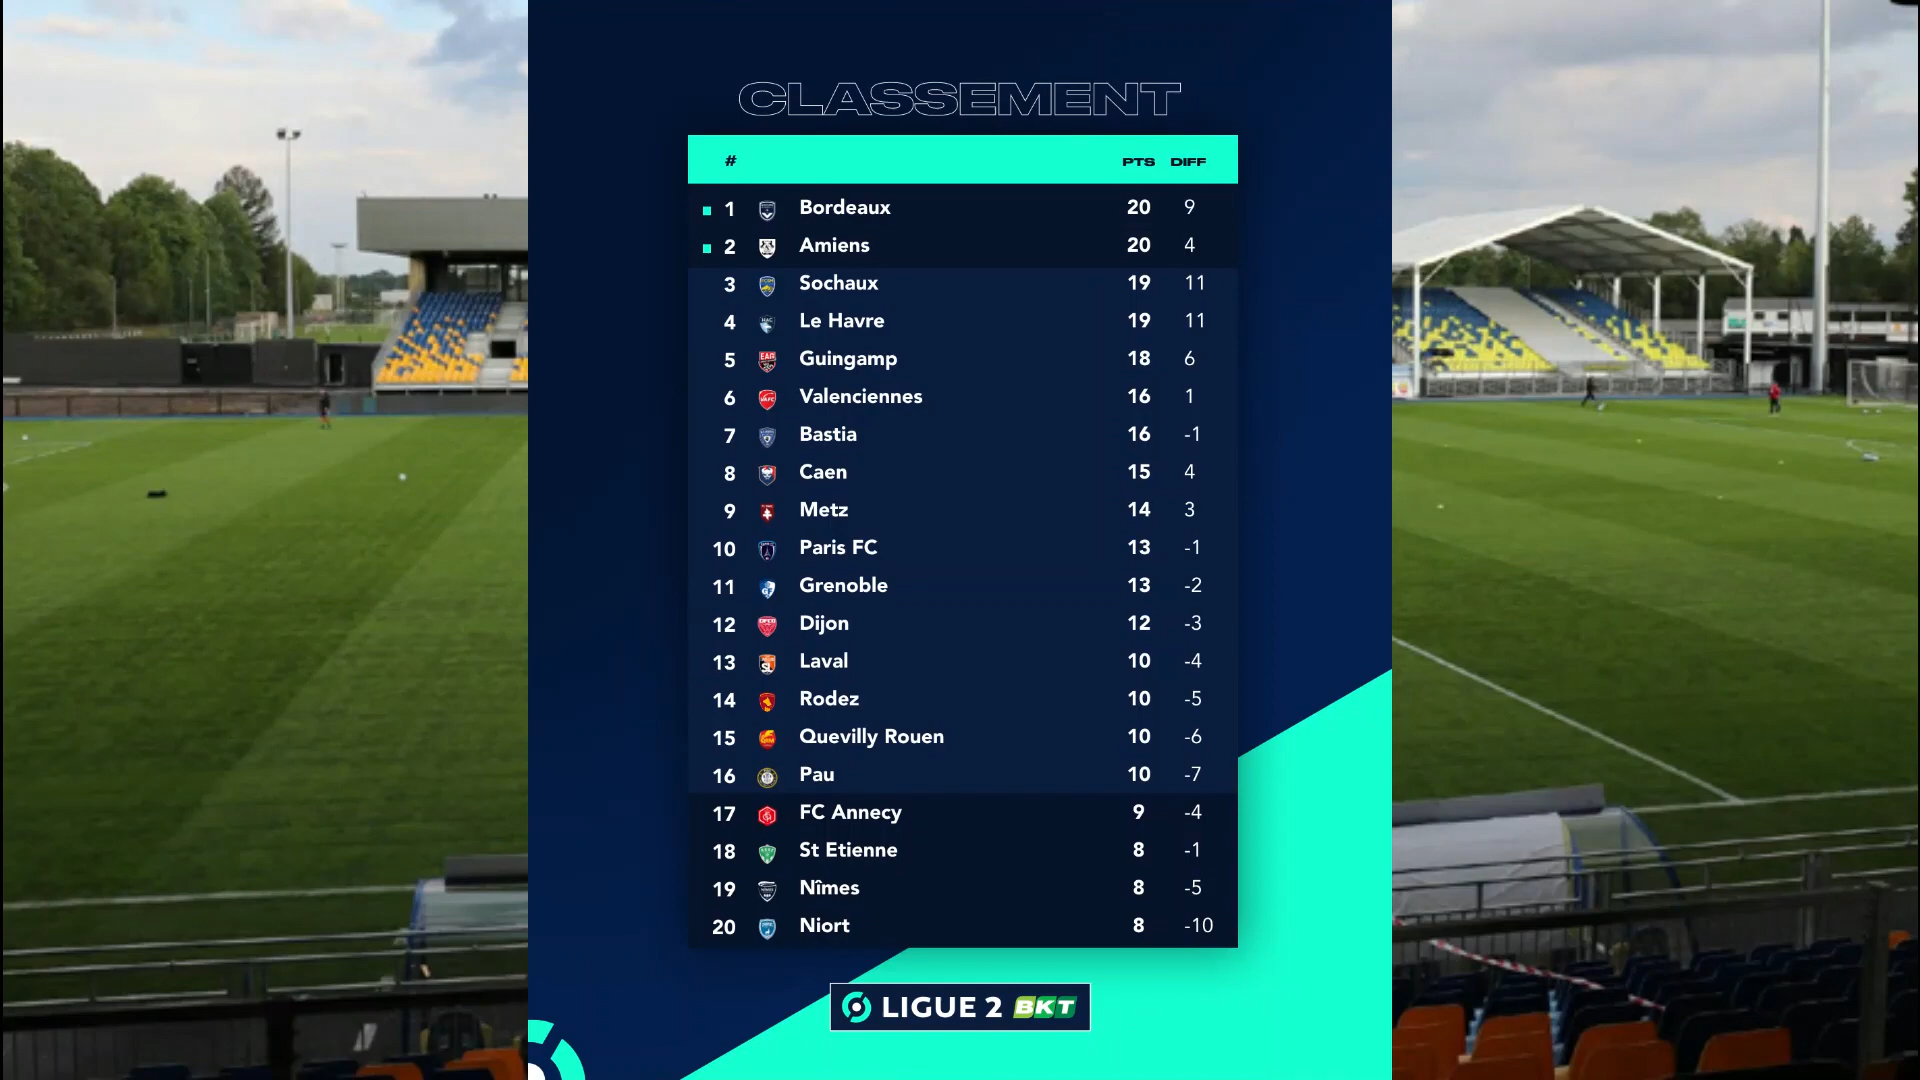 CLASSEMENT
# PTS DIFF
1 Bordeaux 20 9
2 Amiens 20 4
3 Sochaux 19 11
4 Le Havre 19 11
5 Guingamp 18 6
6 Valenciennes 16 1
7 Bastia 16 -1
8 Caen 15 4
9 Metz 14 3
10 Paris FC 13 -1
11 Grenoble 13 -2
12 Dijon 12 -3
13 Laval 10 -4
14 Rodez 10 -5
15 Quevilly Rouen 10 -6
16 Pau 10 -7
17 FC Annecy 9 -4
18 St Etienne 8 -1
19 Nîmes 8 -5
20 Niort 8 -10
LIGUE 2 BKT